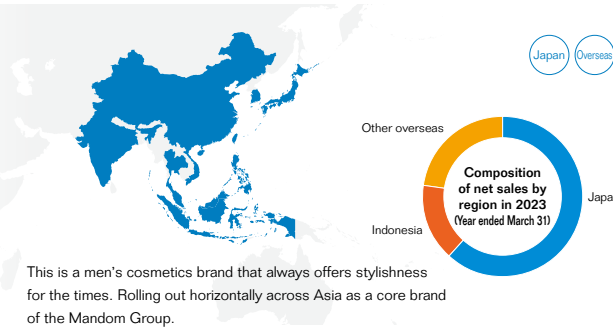 Japan
Overseas
Other overseas
Composition
of net sales by
region in 2023
(Year ended March 31)
Japa
Indonesia
This is a men's cosmetics brand that always offers stylishness
for the times. Rolling out horizontally across Asia as a core brand
of the Mandom Group.